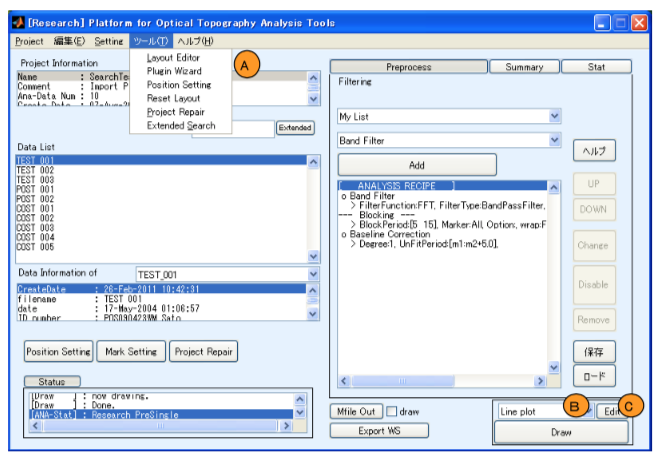 [Research] Platform for Optical Topography Analysis Tools
Project 編集(E) Setting ツール(T) ヘルプ(H)
Layout Editor
Plugin Wizard
Position Setting
Reset Layout
Project Repair
Extended Search
A
Project Information
Name : SearchTe
Comment : Import P
Ana-Data Num : 10
Create Date : 07-Aug-20
Extended
Data List
TEST 001
TEST 002
TEST 003
POST 001
POST 002
COST 001
COST 002
COST 003
COST 004
COST 005
Data Information of TEST_001
CreateDate : 26-Feb-2011 10:42:31
filename : TEST 001
date : 17-May-2004 01:06:57
ID number : POS090423WM Sato
Position Setting Mark Setting Project Repair
Status
[Draw ] : now drawing.
[Draw ] : Done.
[ANA-Stat] : Research PreSingle
Preprocess Summary Stat
Filtering
My List
Band Filter
Add
[ ANALYSIS RECIPE ]
o Band Filter
> FilterFunction:FFT, FilterType:BandPassFilter,
--- Blocking ---
> BlockPeriod:[5 15], Marker:All, Option:, wrap:F
o Baseline Correction
> Degree:1, UnFitPeriod:[m1:m2+5.0],
ヘルプ
UP
DOWN
Change
Disable
Remove
保存
ロード
Mfile Out draw
Export WS
Line plot B Edit C
Draw